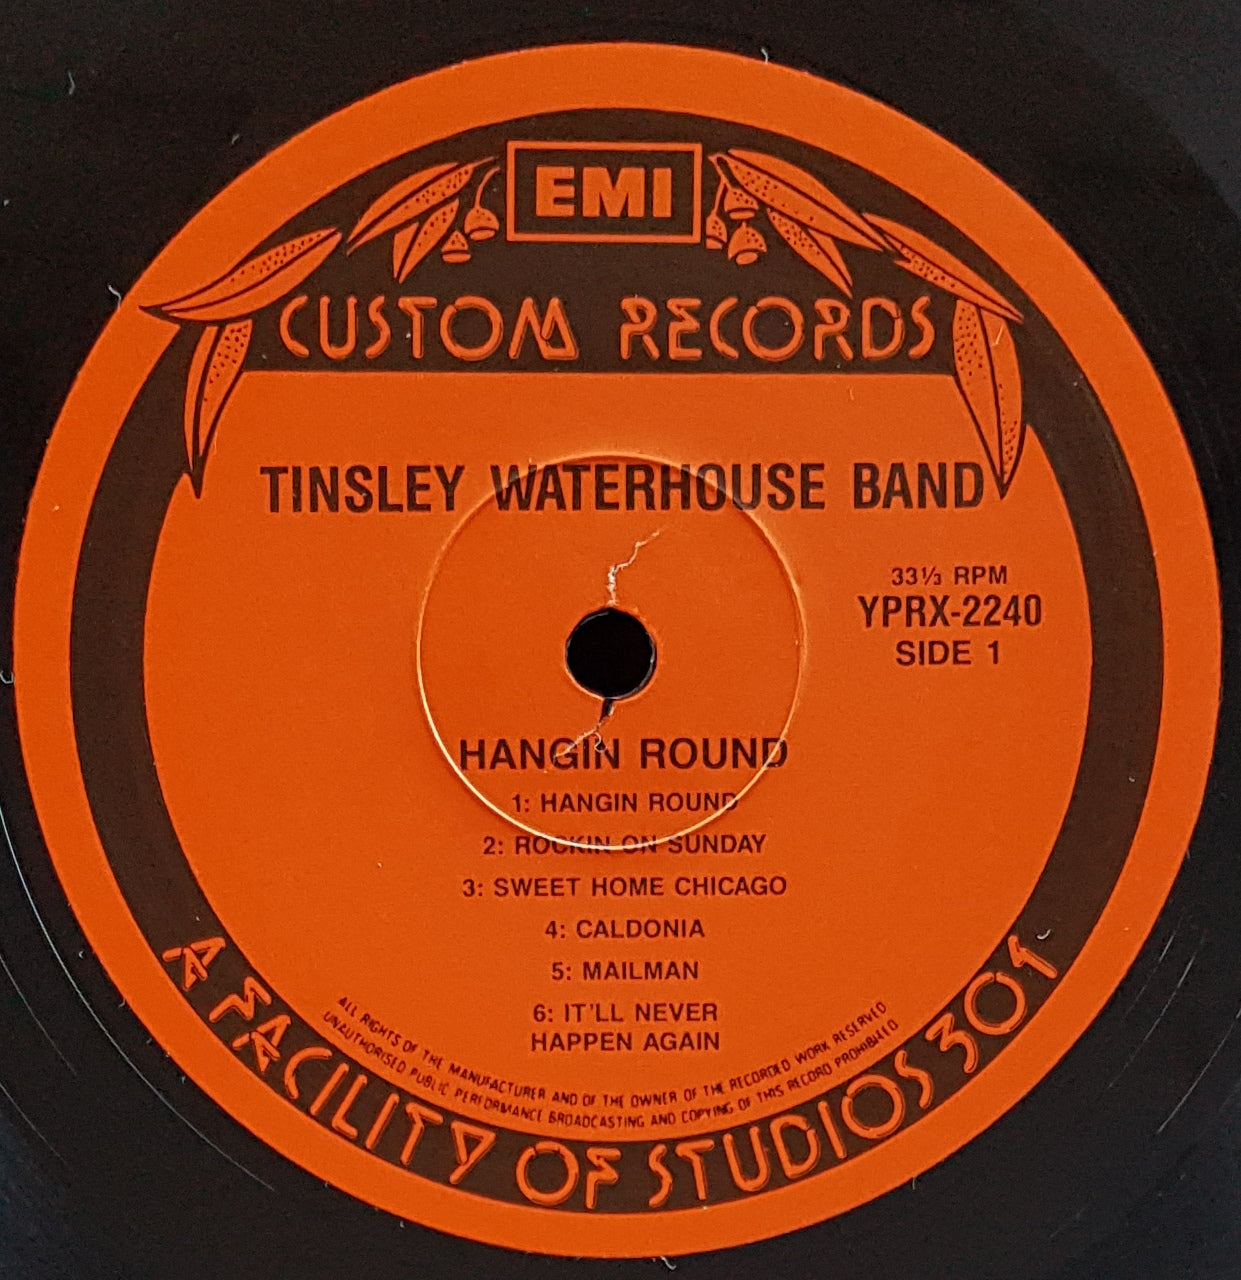 EMI
CUSTOM RECORDS
TINSLEY WATERHOUSE BAND
33⅓ RPM
YPRX-2240
SIDE 1
HANGIN ROUND
1: HANGIN ROUND
2: ROCKIN ON SUNDAY
3: SWEET HOME CHICAGO
4: CALDONIA
5: MAILMAN
6: IT'LL NEVER
HAPPEN AGAIN
ALL RIGHTS OF THE MANUFACTURER AND OF THE OWNER OF THE RECORDED WORK RESERVED
UNAUTHORISED PUBLIC PERFORMANCE BROADCASTING AND COPYING OF THIS RECORD PROHIBITED
A FACILITY OF STUDIOS 301